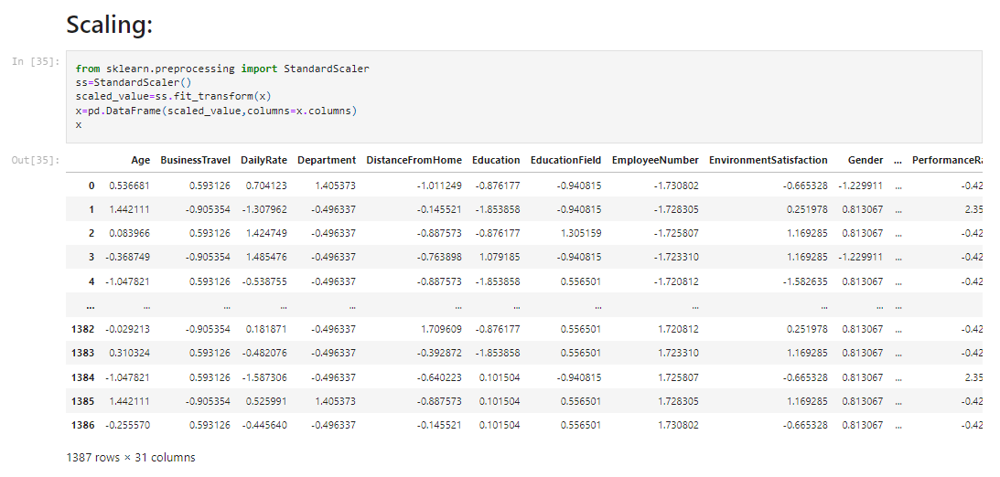 Scaling:
In [35]:
from sklearn.preprocessing import StandardScaler
ss=StandardScaler()
scaled_value=ss.fit_transform(x)
x=pd.DataFrame(scaled_value,columns=x.columns)
x
Out[35]:
Age BusinessTravel DailyRate Department DistanceFromHome Education EducationField EmployeeNumber EnvironmentSatisfaction Gender ... PerformanceRa
0 0.536681 0.593126 0.704123 1.405373 -1.011249 -0.876177 -0.940815 -1.730802 -0.665328 -1.229911 ... -0.42
1 1.442111 -0.905354 -1.307962 -0.496337 -0.145521 -1.853858 -0.940815 -1.728305 0.251978 0.813067 ... 2.35
2 0.083966 0.593126 1.424749 -0.496337 -0.887573 -0.876177 1.305159 -1.725807 1.169285 0.813067 ... -0.42
3 -0.368749 -0.905354 1.485476 -0.496337 -0.763898 1.079185 -0.940815 -1.723310 1.169285 -1.229911 ... -0.42
4 -1.047821 0.593126 -0.538755 -0.496337 -0.887573 -1.853858 0.556501 -1.720812 -1.582635 0.813067 ... -0.42
... ... ... ... ... ... ... ... ... ... ... ...
1382 -0.029213 -0.905354 0.181871 -0.496337 1.709609 -0.876177 0.556501 1.720812 0.251978 0.813067 ... -0.42
1383 0.310324 0.593126 -0.482076 -0.496337 -0.392872 -1.853858 0.556501 1.723310 1.169285 0.813067 ... -0.42
1384 -1.047821 0.593126 -1.587306 -0.496337 -0.640223 0.101504 -0.940815 1.725807 -0.665328 0.813067 ... 2.35
1385 1.442111 -0.905354 0.525991 1.405373 -0.887573 0.101504 0.556501 1.728305 1.169285 0.813067 ... -0.42
1386 -0.255570 0.593126 -0.445640 -0.496337 -0.145521 0.101504 0.556501 1.730802 -0.665328 0.813067 ... -0.42
1387 rows × 31 columns